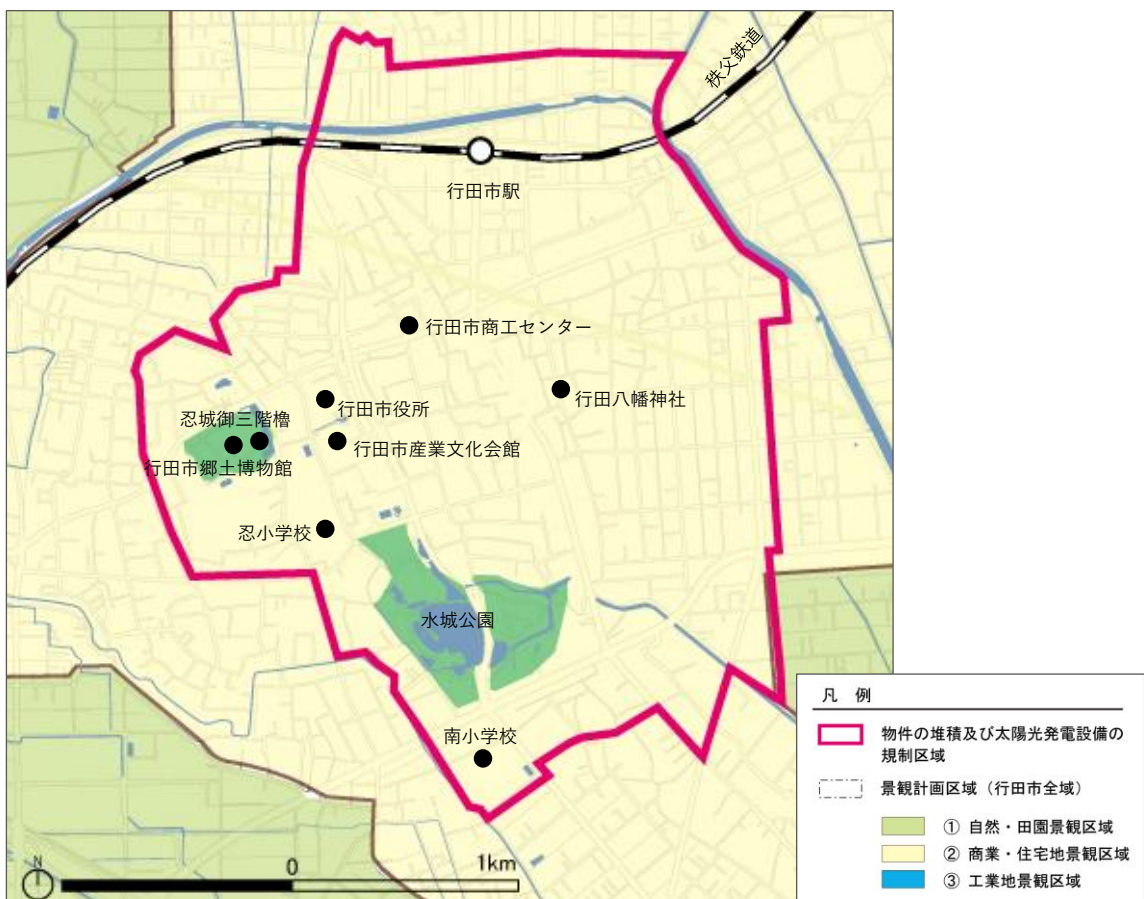 秩父鉄道
行田市駅
行田市商工センター
行田八幡神社
行田市役所
忍城御三階櫓
行田市産業文化会館
行田市郷土博物館
忍小学校
水城公園
南小学校
N
0
1km
凡 例
物件の堆積及び太陽光発電設備の
規制区域
景観計画区域（行田市全域）
① 自然・田園景観区域
② 商業・住宅地景観区域
③ 工業地景観区域